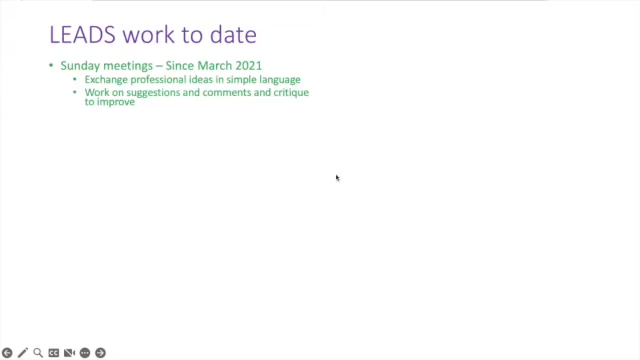 LEADS work to date
• Sunday meetings – Since March 2021
• Exchange professional ideas in simple language
• Work on suggestions and comments and critique
to improve
CC